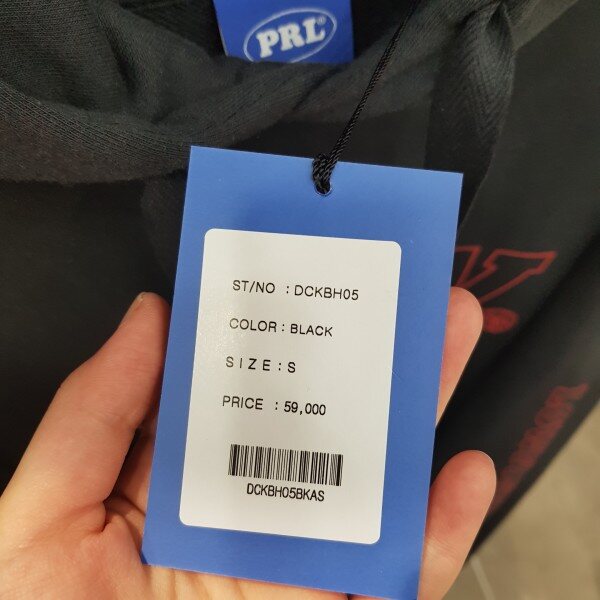 PRL®
ST/NO : DCKBH05
COLOR : BLACK
SIZE : S
PRICE : 59,000
DCKBH05BKAS